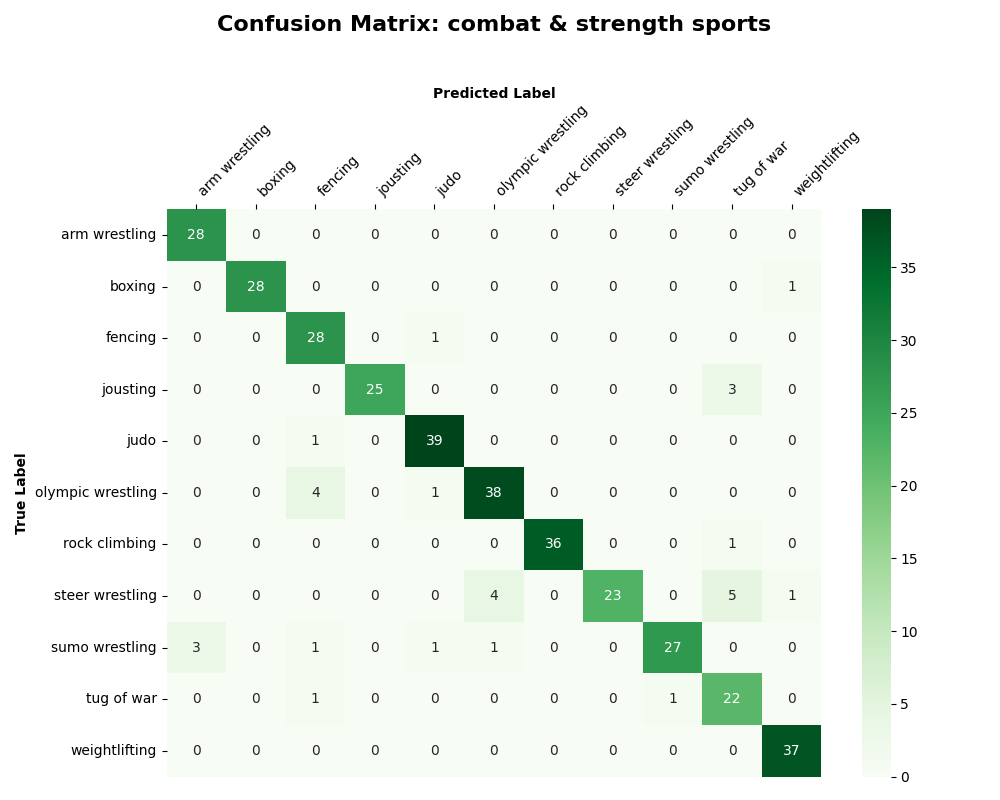 Confusion Matrix: combat & strength sports
Predicted Label
arm wrestling
boxing
fencing
jousting
judo
olympic wrestling
rock climbing
steer wrestling
sumo wrestling
tug of war
weightlifting
True Label
arm wrestling 28 0 0 0 0 0 0 0 0 0 0
boxing 0 28 0 0 0 0 0 0 0 0 1
fencing 0 0 28 0 1 0 0 0 0 0 0
jousting 0 0 0 25 0 0 0 0 0 3 0
judo 0 0 1 0 39 0 0 0 0 0 0
olympic wrestling 0 0 4 0 1 38 0 0 0 0 0
rock climbing 0 0 0 0 0 0 36 0 0 1 0
steer wrestling 0 0 0 0 0 4 0 23 0 5 1
sumo wrestling 3 0 1 0 1 1 0 0 27 0 0
tug of war 0 0 1 0 0 0 0 0 1 22 0
weightlifting 0 0 0 0 0 0 0 0 0 0 37
35
30
25
20
15
10
5
0